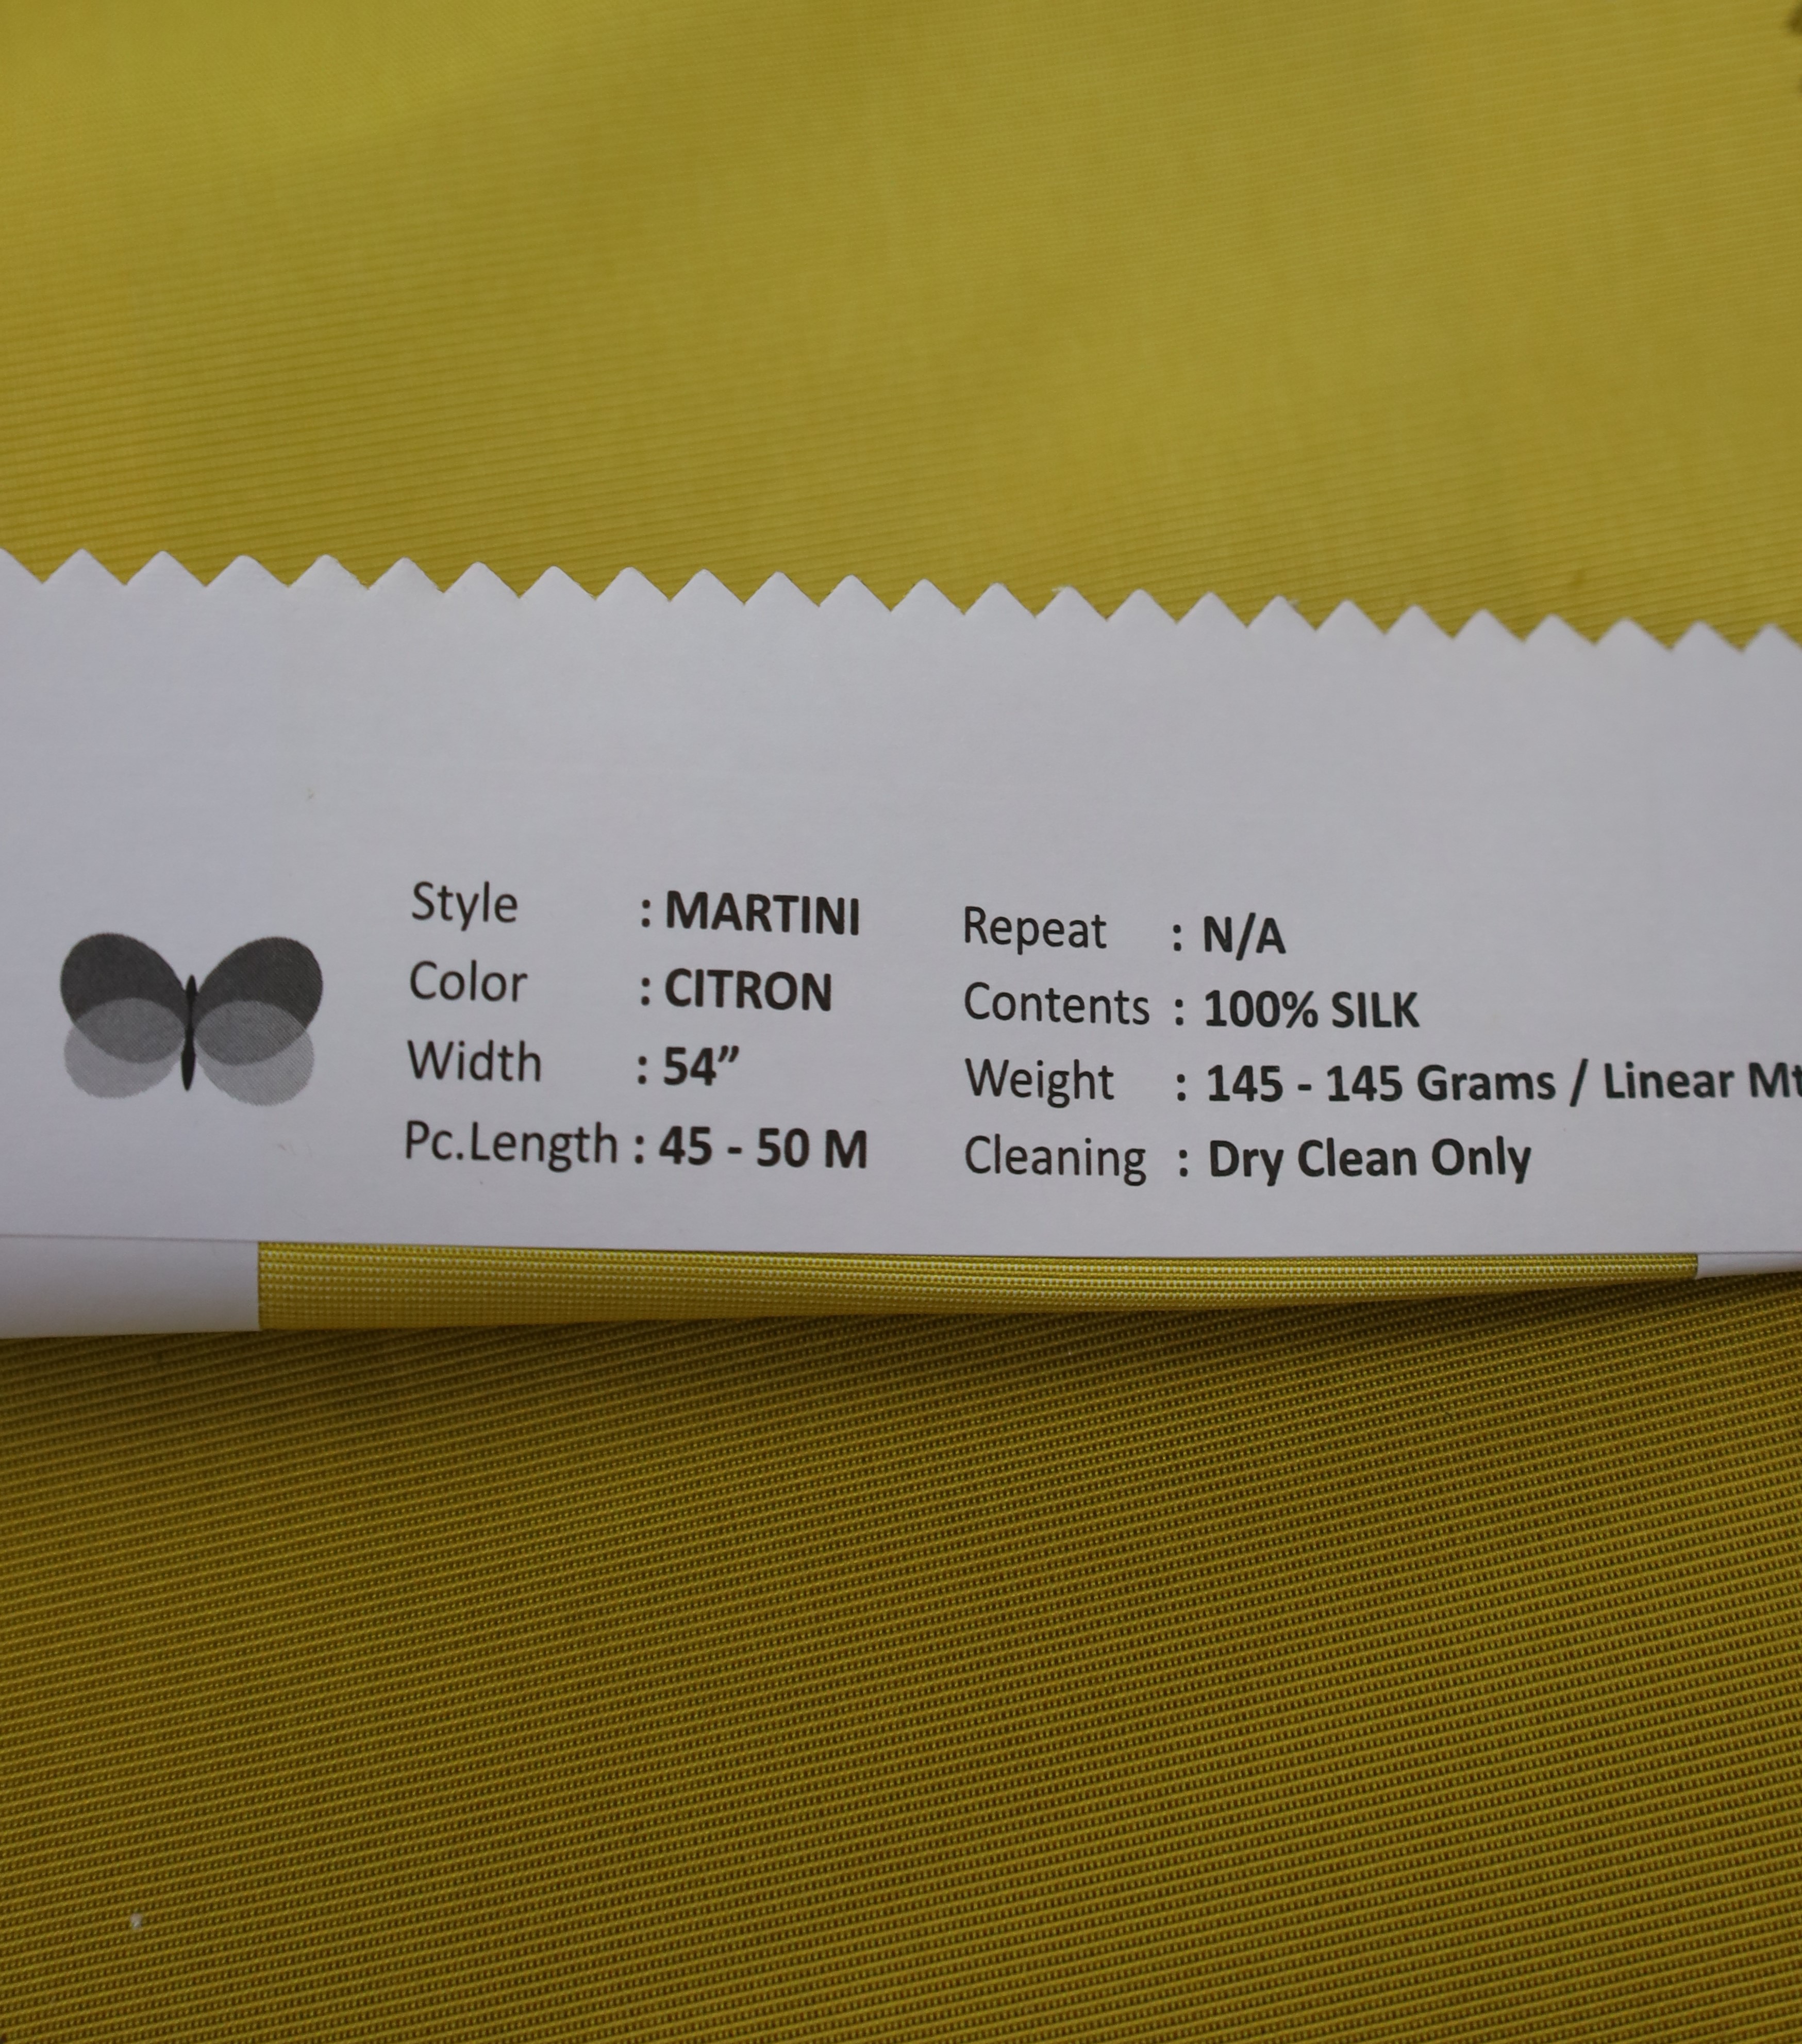 Style : MARTINI
Color : CITRON
Width : 54”
Pc.Length : 45 - 50 M
Repeat : N/A
Contents : 100% SILK
Weight : 145 - 145 Grams / Linear Mt
Cleaning : Dry Clean Only